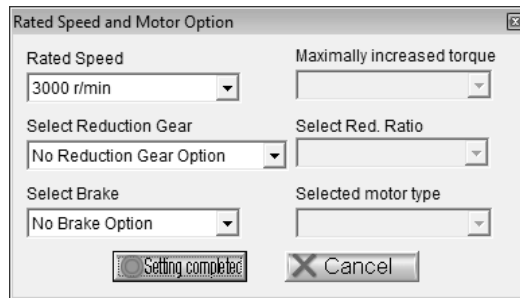 Rated Speed and Motor Option
Rated Speed
Maximally increased torque
3000 r/min
Select Reduction Gear
Select Red. Ratio
No Reduction Gear Option
Select Brake
Selected motor type
No Brake Option
Setting completed
Cancel